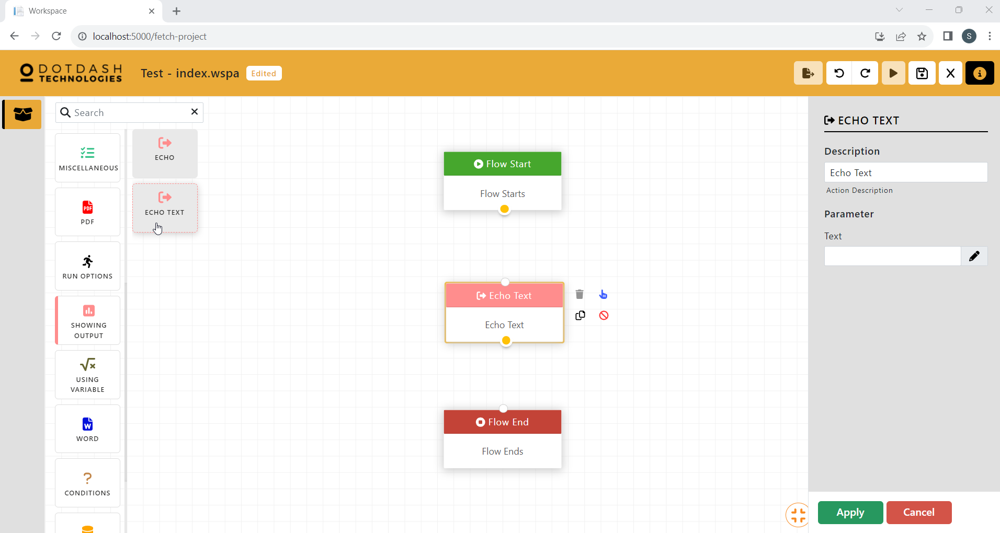 Workspace
localhost:5000/fetch-project
S
DOTDASH
TECHNOLOGIES
Test - index.wspa
Edited
Search
MISCELLANEOUS
PDF
PDF
RUN OPTIONS
SHOWING
OUTPUT
USING
VARIABLE
W
WORD
CONDITIONS
ECHO
ECHO TEXT
Flow Start
Flow Starts
Echo Text
Echo Text
Flow End
Flow Ends
ECHO TEXT
Description
Echo Text
Action Description
Parameter
Text
Apply
Cancel